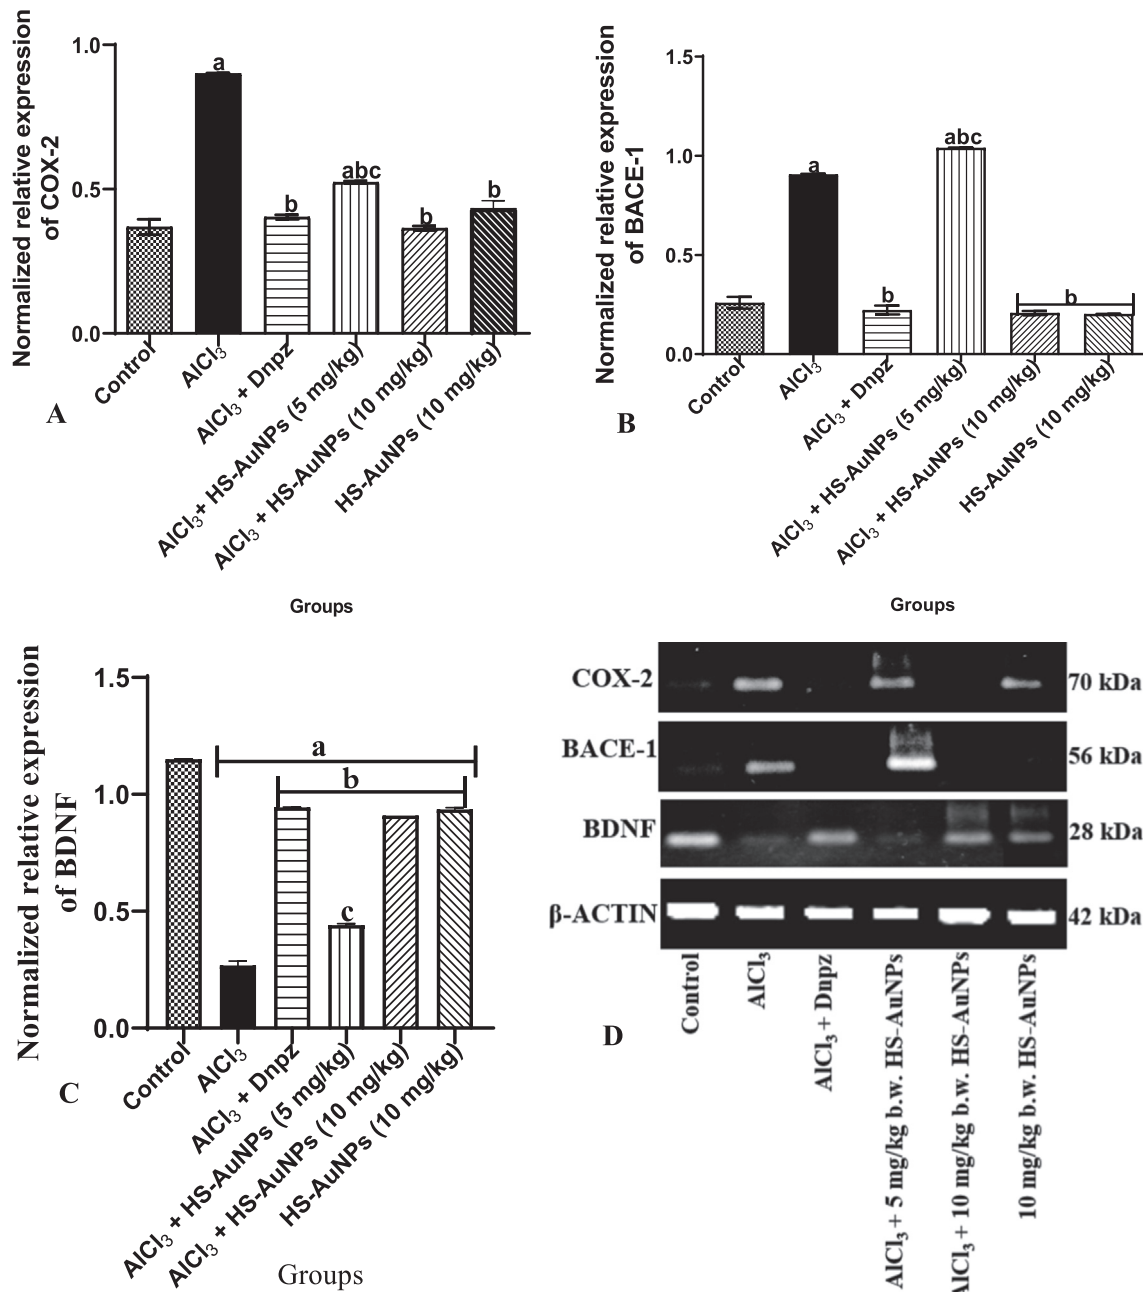 Normalized relative expression
of COX-2
1.0
0.5
0.0
a
b
abc
b
b
Control
AlCl₃
AlCl₃ + Dnpz
AlCl₃+ HS-AuNPs (5 mg/kg)
AlCl₃ + HS-AuNPs (10 mg/kg)
HS-AuNPs (10 mg/kg)
A
Groups
Normalized relative expression
of BACE-1
1.5
1.0
0.5
0.0
a
b
abc
b
Control
AlCl₃
AlCl₃ + Dnpz
AlCl₃ + HS-AuNPs (5 mg/kg)
AlCl₃ + HS-AuNPs (10 mg/kg)
HS-AuNPs (10 mg/kg)
B
Groups
Normalized relative expression
of BDNF
1.5
1.0
0.5
0.0
a
b
c
Control
AlCl₃
AlCl₃ + Dnpz
AlCl₃ + HS-AuNPs (5 mg/kg)
AlCl₃ + HS-AuNPs (10 mg/kg)
HS-AuNPs (10 mg/kg)
C
Groups
COX-2
70 kDa
BACE-1
56 kDa
BDNF
28 kDa
β-ACTIN
42 kDa
Control
AlCl₃
AlCl₃ + Dnpz
AlCl₃ + 5 mg/kg b.w. HS-AuNPs
AlCl₃ + 10 mg/kg b.w. HS-AuNPs
10 mg/kg b.w. HS-AuNPs
D